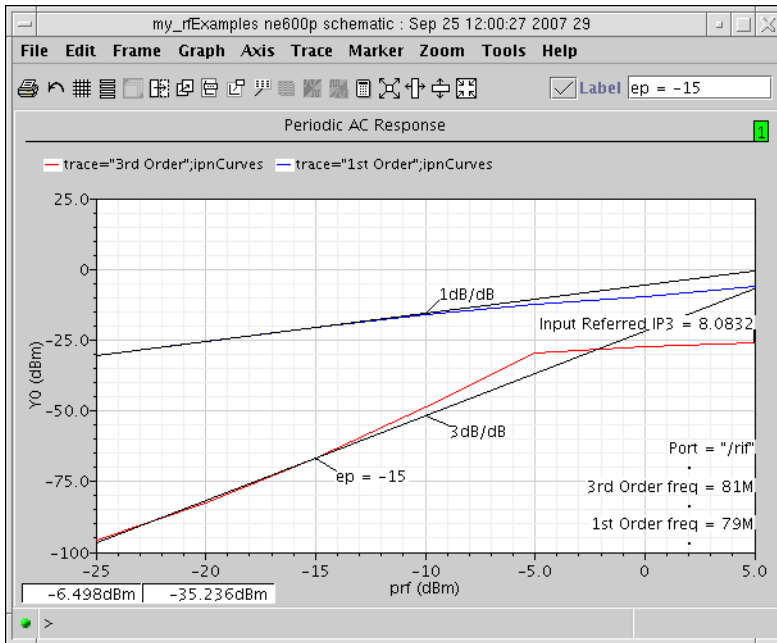 my_rfExamples ne600p schematic : Sep 25 12:00:27 2007 29
File Edit Frame Graph Axis Trace Marker Zoom Tools Help
Label ep = -15
Periodic AC Response
1
trace="3rd Order";ipnCurves trace="1st Order";ipnCurves
25.0
0
-25.0
-50.0
-75.0
-100
Y0 (dBm)
1dB/dB
Input Referred IP3 = 8.0832
3dB/dB
ep = -15
Port = "/rif"
3rd Order freq = 81M
1st Order freq = 79M
-25 -20 -15 -10 -5.0 0 5.0
prf (dBm)
-6.498dBm -35.236dBm
>